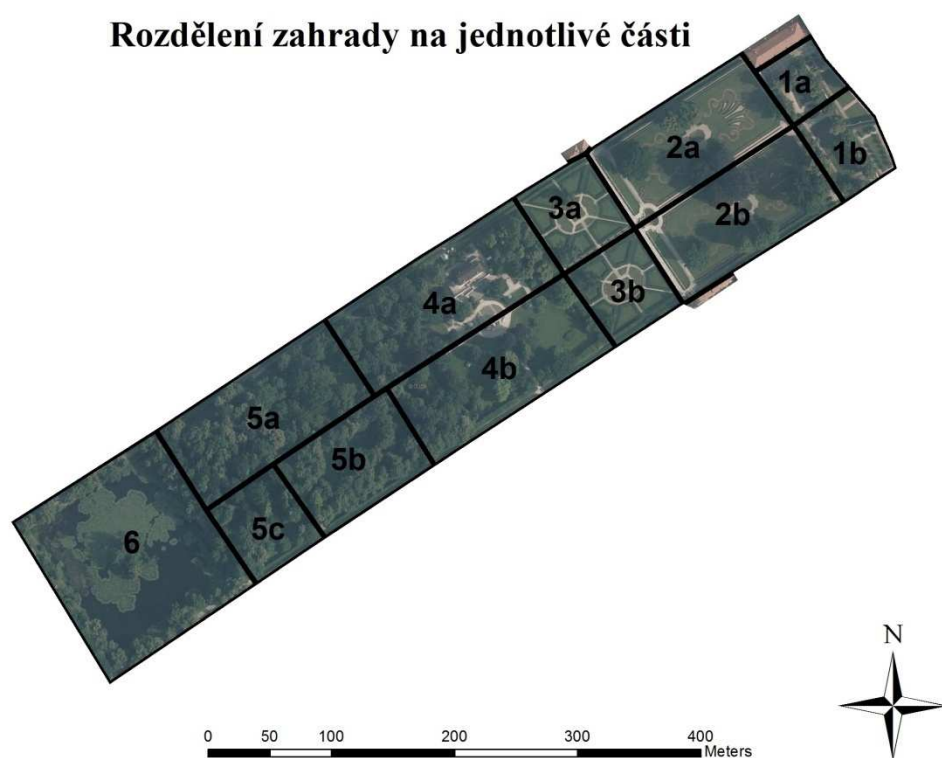 Rozdělení zahrady na jednotlivé části
1a
1b
2a
2b
3a
3b
4a
4b
5a
5b
5c
6
N
0 50 100 200 300 400
Meters